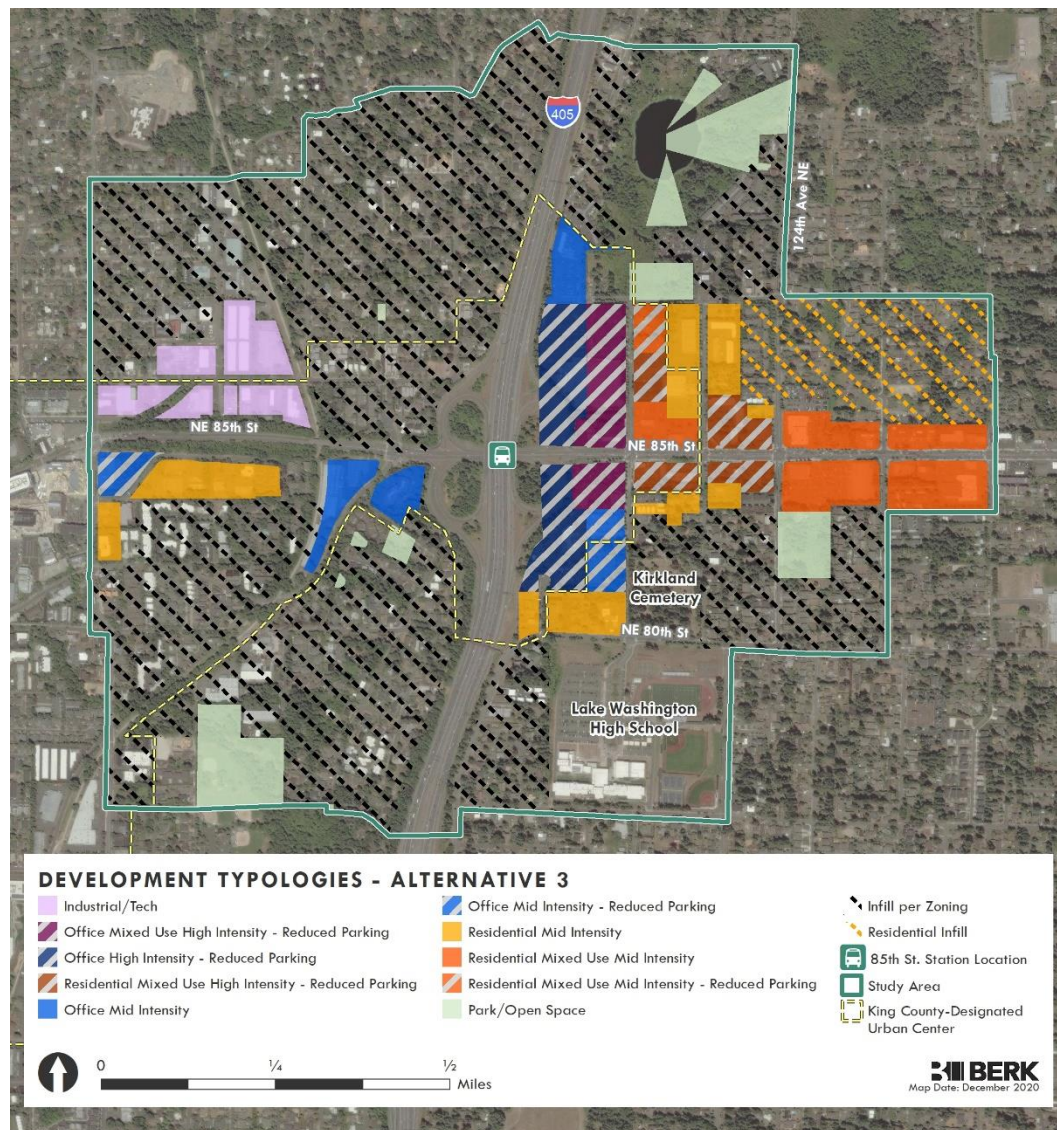 405
124th Ave NE
NE 85th St
NE 85th St
Kirkland
Cemetery
NE 80th St
Lake Washington
High School
DEVELOPMENT TYPOLOGIES - ALTERNATIVE 3
Industrial/Tech
Office Mixed Use High Intensity - Reduced Parking
Office High Intensity - Reduced Parking
Residential Mixed Use High Intensity - Reduced Parking
Office Mid Intensity
Office Mid Intensity - Reduced Parking
Residential Mid Intensity
Residential Mixed Use Mid Intensity
Residential Mixed Use Mid Intensity - Reduced Parking
Park/Open Space
Infill per Zoning
Residential Infill
85th St. Station Location
Study Area
King County-Designated
Urban Center
0 1/4 1/2
Miles
BERK
Map Date: December 2020